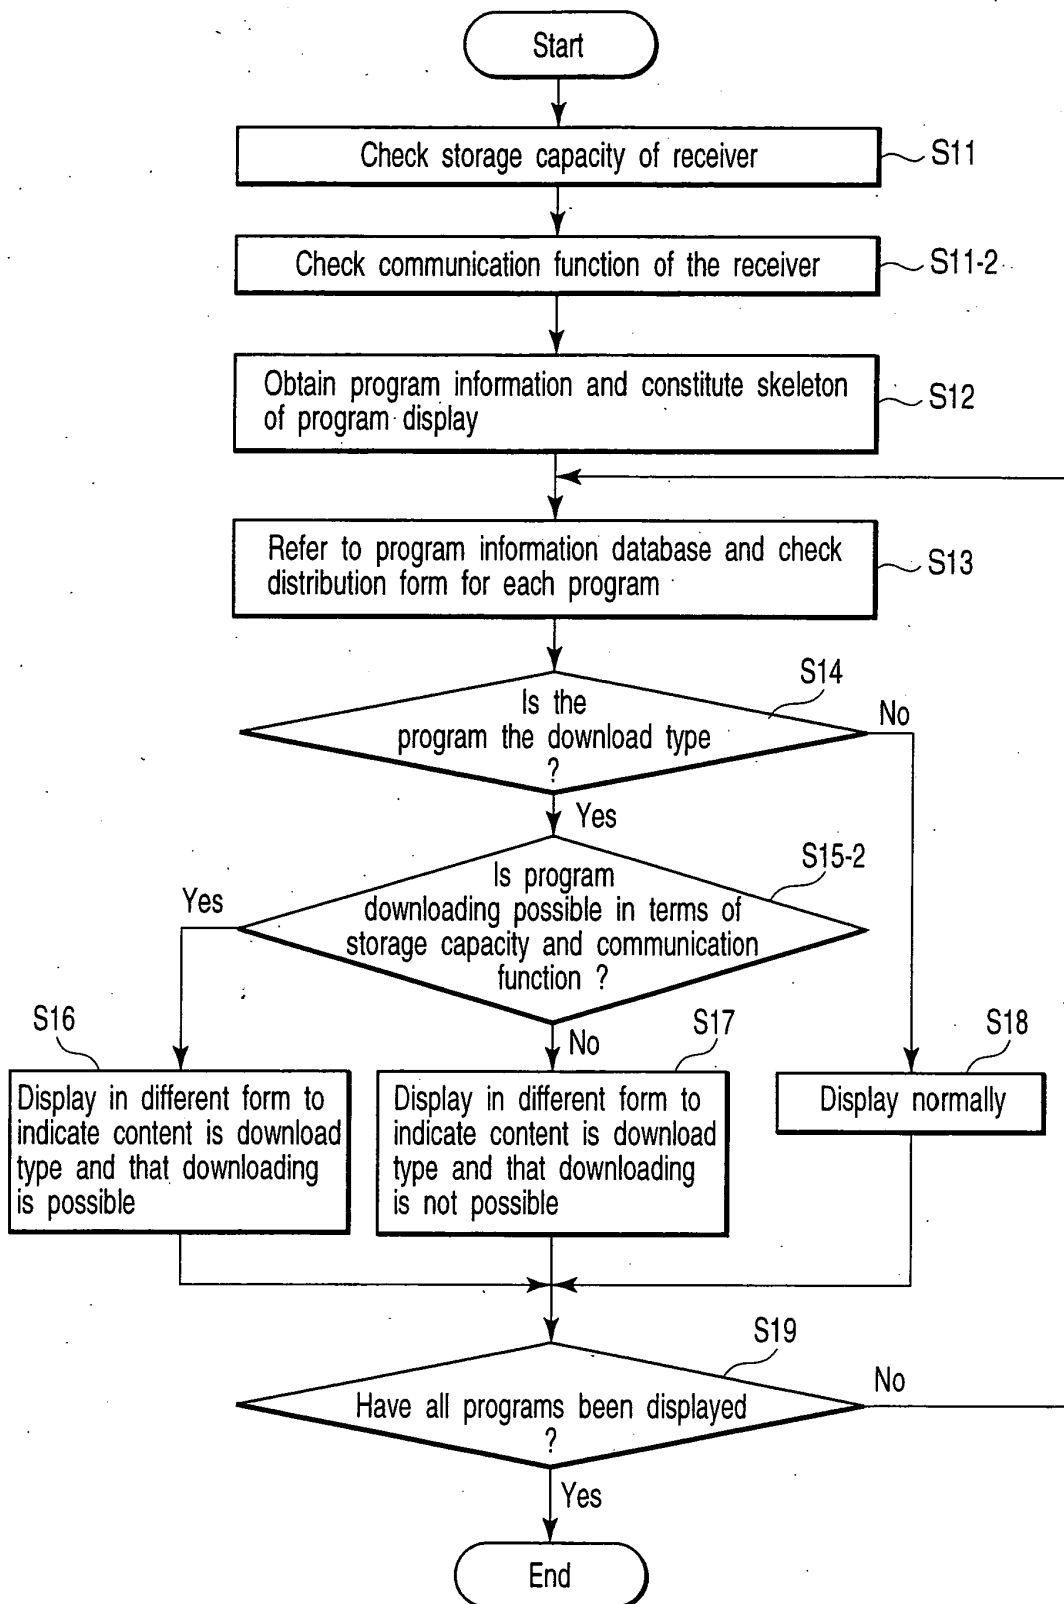 Start
Check storage capacity of receiver
S11
Check communication function of the receiver
S11-2
Obtain program information and constitute skeleton
of program display
S12
Refer to program information database and check
distribution form for each program
S13
S14
Is the
program the download type
?
No
Yes
S15-2
Is program
downloading possible in terms of
storage capacity and communication
function ?
Yes
No
S16
Display in different form to
indicate content is download
type and that downloading
is possible
S17
Display in different form to
indicate content is download
type and that downloading
is not possible
S18
Display normally
S19
Have all programs been displayed
?
No
Yes
End